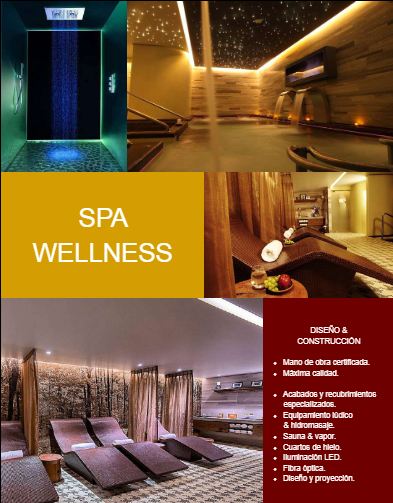 SPA
WELLNESS
DISEÑO &
CONSTRUCCIÓN
• Mano de obra certificada.
• Máxima calidad.
• Acabados y recubrimientos
especializados.
• Equipamiento lúdico
& hidromasaje.
• Sauna & vapor.
• Cuartos de hielo.
• Iluminación LED.
• Fibra óptica.
• Diseño y proyección.